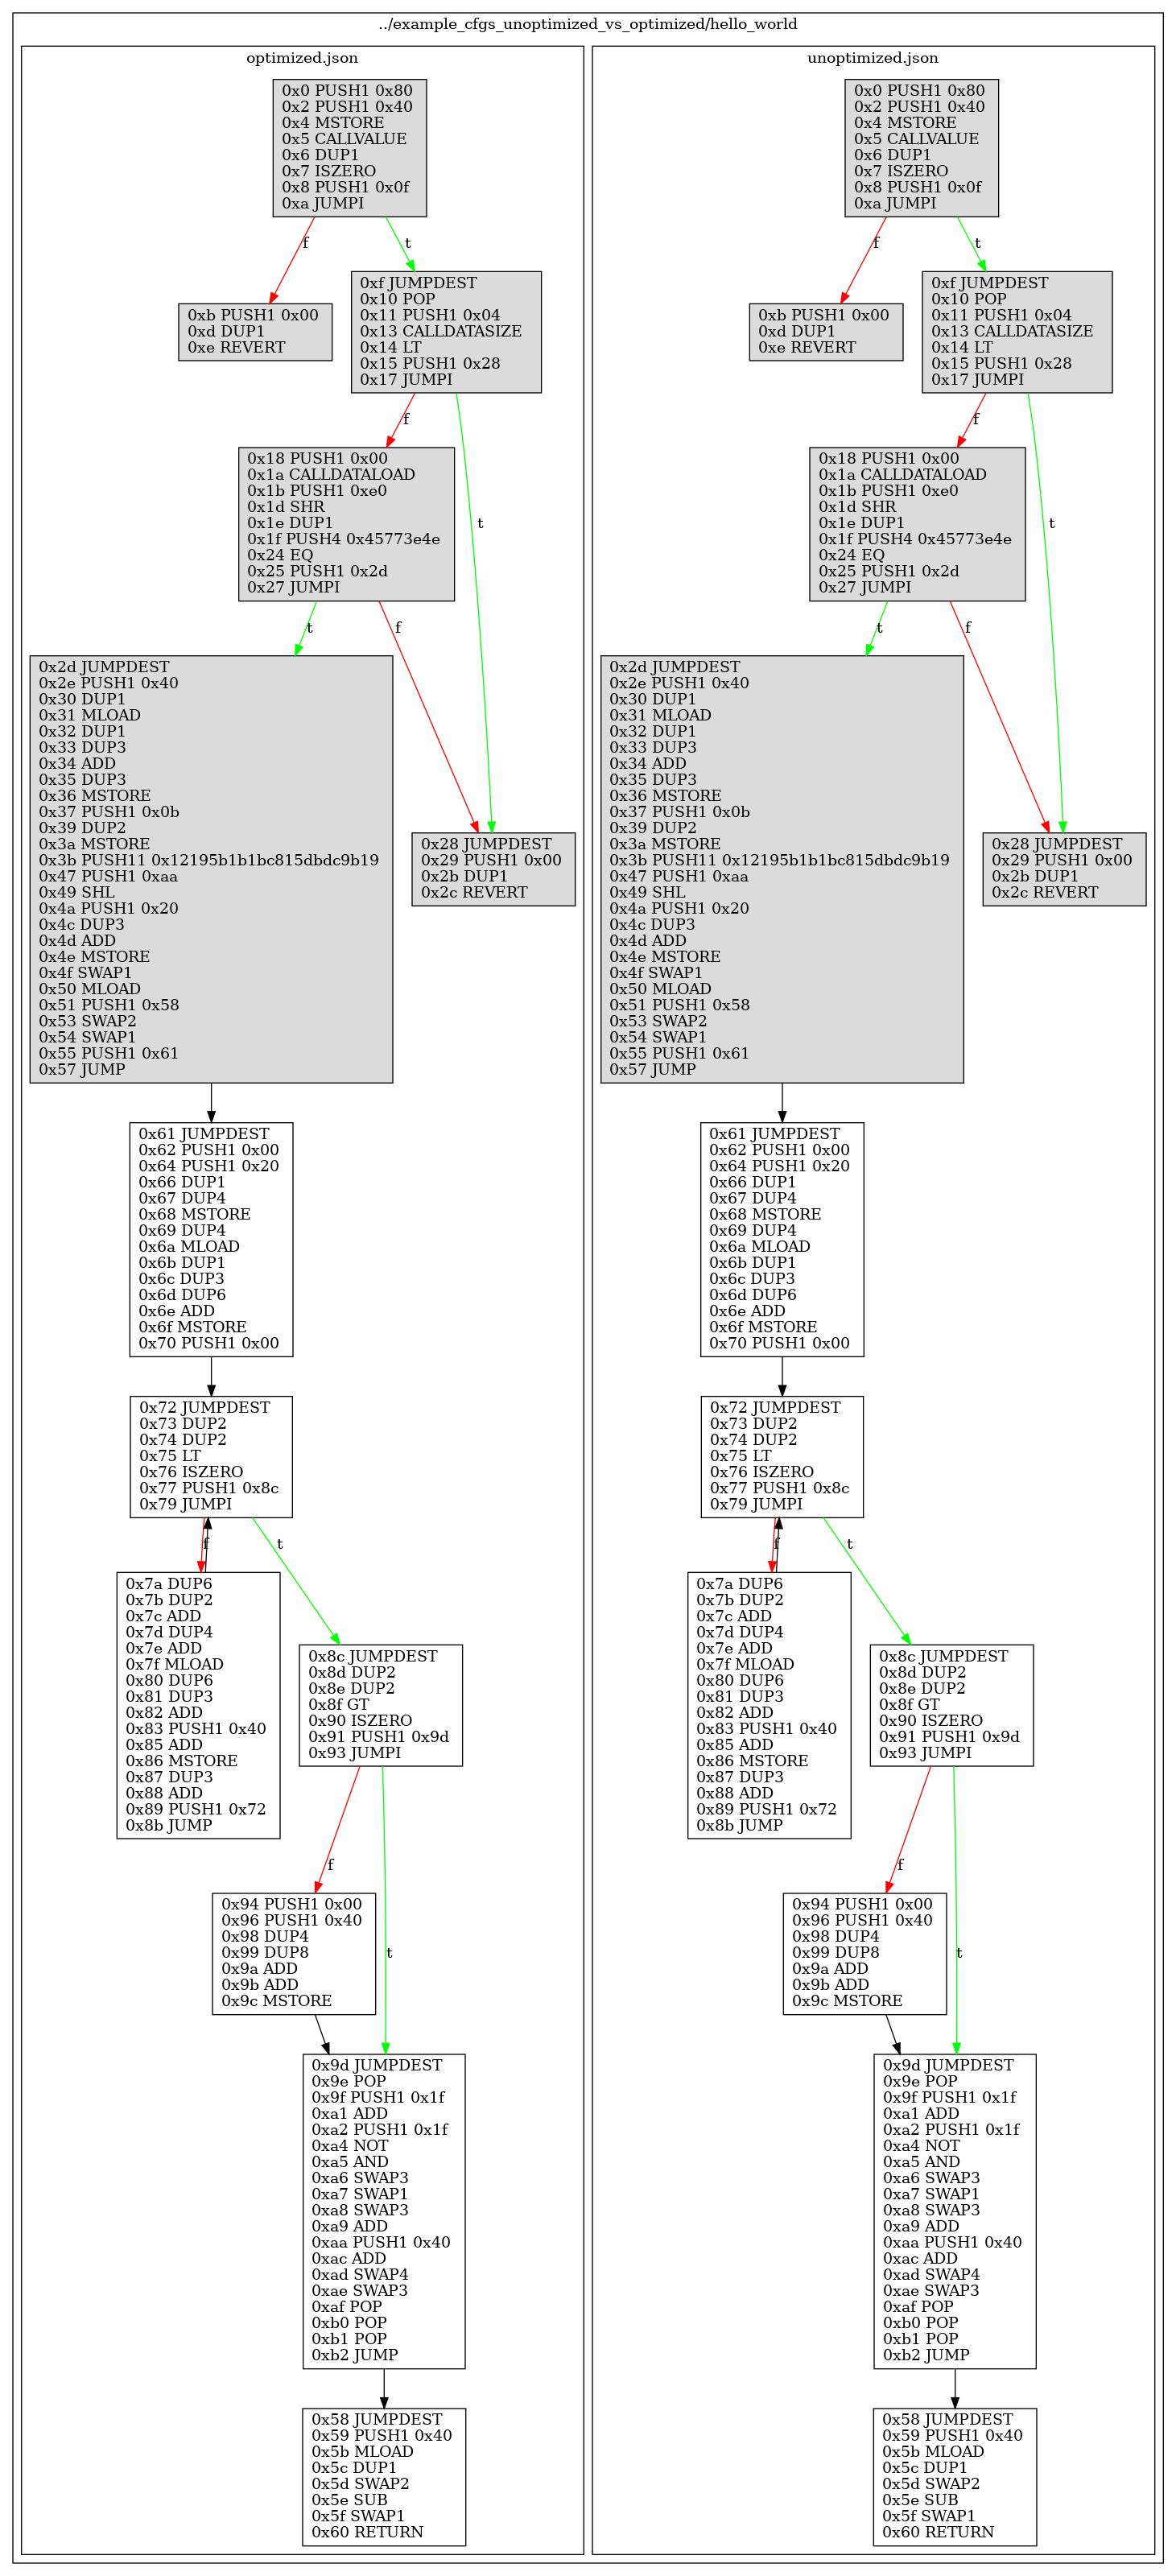 ../example_cfgs_unoptimized_vs_optimized/hello_world
optimized.json
0x0 PUSH1 0x80
0x2 PUSH1 0x40
0x4 MSTORE
0x5 CALLVALUE
0x6 DUP1
0x7 ISZERO
0x8 PUSH1 0x0f
0xa JUMPI
f
t
0xb PUSH1 0x00
0xd DUP1
0xe REVERT
0xf JUMPDEST
0x10 POP
0x11 PUSH1 0x04
0x13 CALLDATASIZE
0x14 LT
0x15 PUSH1 0x28
0x17 JUMPI
f
t
0x18 PUSH1 0x00
0x1a CALLDATALOAD
0x1b PUSH1 0xe0
0x1d SHR
0x1e DUP1
0x1f PUSH4 0x45773e4e
0x24 EQ
0x25 PUSH1 0x2d
0x27 JUMPI
t
f
0x2d JUMPDEST
0x2e PUSH1 0x40
0x30 DUP1
0x31 MLOAD
0x32 DUP1
0x33 DUP3
0x34 ADD
0x35 DUP3
0x36 MSTORE
0x37 PUSH1 0x0b
0x39 DUP2
0x3a MSTORE
0x3b PUSH11 0x12195b1b1bc815dbdc9b19
0x47 PUSH1 0xaa
0x49 SHL
0x4a PUSH1 0x20
0x4c DUP3
0x4d ADD
0x4e MSTORE
0x4f SWAP1
0x50 MLOAD
0x51 PUSH1 0x58
0x53 SWAP2
0x54 SWAP1
0x55 PUSH1 0x61
0x57 JUMP
0x28 JUMPDEST
0x29 PUSH1 0x00
0x2b DUP1
0x2c REVERT
0x61 JUMPDEST
0x62 PUSH1 0x00
0x64 PUSH1 0x20
0x66 DUP1
0x67 DUP4
0x68 MSTORE
0x69 DUP4
0x6a MLOAD
0x6b DUP1
0x6c DUP3
0x6d DUP6
0x6e ADD
0x6f MSTORE
0x70 PUSH1 0x00
0x72 JUMPDEST
0x73 DUP2
0x74 DUP2
0x75 LT
0x76 ISZERO
0x77 PUSH1 0x8c
0x79 JUMPI
f
t
0x7a DUP6
0x7b DUP2
0x7c ADD
0x7d DUP4
0x7e ADD
0x7f MLOAD
0x80 DUP6
0x81 DUP3
0x82 ADD
0x83 PUSH1 0x40
0x85 ADD
0x86 MSTORE
0x87 DUP3
0x88 ADD
0x89 PUSH1 0x72
0x8b JUMP
0x8c JUMPDEST
0x8d DUP2
0x8e DUP2
0x8f GT
0x90 ISZERO
0x91 PUSH1 0x9d
0x93 JUMPI
f
t
0x94 PUSH1 0x00
0x96 PUSH1 0x40
0x98 DUP4
0x99 DUP8
0x9a ADD
0x9b ADD
0x9c MSTORE
0x9d JUMPDEST
0x9e POP
0x9f PUSH1 0x1f
0xa1 ADD
0xa2 PUSH1 0x1f
0xa4 NOT
0xa5 AND
0xa6 SWAP3
0xa7 SWAP1
0xa8 SWAP3
0xa9 ADD
0xaa PUSH1 0x40
0xac ADD
0xad SWAP4
0xae SWAP3
0xaf POP
0xb0 POP
0xb1 POP
0xb2 JUMP
0x58 JUMPDEST
0x59 PUSH1 0x40
0x5b MLOAD
0x5c DUP1
0x5d SWAP2
0x5e SUB
0x5f SWAP1
0x60 RETURN
unoptimized.json
0x0 PUSH1 0x80
0x2 PUSH1 0x40
0x4 MSTORE
0x5 CALLVALUE
0x6 DUP1
0x7 ISZERO
0x8 PUSH1 0x0f
0xa JUMPI
f
t
0xb PUSH1 0x00
0xd DUP1
0xe REVERT
0xf JUMPDEST
0x10 POP
0x11 PUSH1 0x04
0x13 CALLDATASIZE
0x14 LT
0x15 PUSH1 0x28
0x17 JUMPI
f
t
0x18 PUSH1 0x00
0x1a CALLDATALOAD
0x1b PUSH1 0xe0
0x1d SHR
0x1e DUP1
0x1f PUSH4 0x45773e4e
0x24 EQ
0x25 PUSH1 0x2d
0x27 JUMPI
t
f
0x2d JUMPDEST
0x2e PUSH1 0x40
0x30 DUP1
0x31 MLOAD
0x32 DUP1
0x33 DUP3
0x34 ADD
0x35 DUP3
0x36 MSTORE
0x37 PUSH1 0x0b
0x39 DUP2
0x3a MSTORE
0x3b PUSH11 0x12195b1b1bc815dbdc9b19
0x47 PUSH1 0xaa
0x49 SHL
0x4a PUSH1 0x20
0x4c DUP3
0x4d ADD
0x4e MSTORE
0x4f SWAP1
0x50 MLOAD
0x51 PUSH1 0x58
0x53 SWAP2
0x54 SWAP1
0x55 PUSH1 0x61
0x57 JUMP
0x28 JUMPDEST
0x29 PUSH1 0x00
0x2b DUP1
0x2c REVERT
0x61 JUMPDEST
0x62 PUSH1 0x00
0x64 PUSH1 0x20
0x66 DUP1
0x67 DUP4
0x68 MSTORE
0x69 DUP4
0x6a MLOAD
0x6b DUP1
0x6c DUP3
0x6d DUP6
0x6e ADD
0x6f MSTORE
0x70 PUSH1 0x00
0x72 JUMPDEST
0x73 DUP2
0x74 DUP2
0x75 LT
0x76 ISZERO
0x77 PUSH1 0x8c
0x79 JUMPI
f
t
0x7a DUP6
0x7b DUP2
0x7c ADD
0x7d DUP4
0x7e ADD
0x7f MLOAD
0x80 DUP6
0x81 DUP3
0x82 ADD
0x83 PUSH1 0x40
0x85 ADD
0x86 MSTORE
0x87 DUP3
0x88 ADD
0x89 PUSH1 0x72
0x8b JUMP
0x8c JUMPDEST
0x8d DUP2
0x8e DUP2
0x8f GT
0x90 ISZERO
0x91 PUSH1 0x9d
0x93 JUMPI
f
t
0x94 PUSH1 0x00
0x96 PUSH1 0x40
0x98 DUP4
0x99 DUP8
0x9a ADD
0x9b ADD
0x9c MSTORE
0x9d JUMPDEST
0x9e POP
0x9f PUSH1 0x1f
0xa1 ADD
0xa2 PUSH1 0x1f
0xa4 NOT
0xa5 AND
0xa6 SWAP3
0xa7 SWAP1
0xa8 SWAP3
0xa9 ADD
0xaa PUSH1 0x40
0xac ADD
0xad SWAP4
0xae SWAP3
0xaf POP
0xb0 POP
0xb1 POP
0xb2 JUMP
0x58 JUMPDEST
0x59 PUSH1 0x40
0x5b MLOAD
0x5c DUP1
0x5d SWAP2
0x5e SUB
0x5f SWAP1
0x60 RETURN